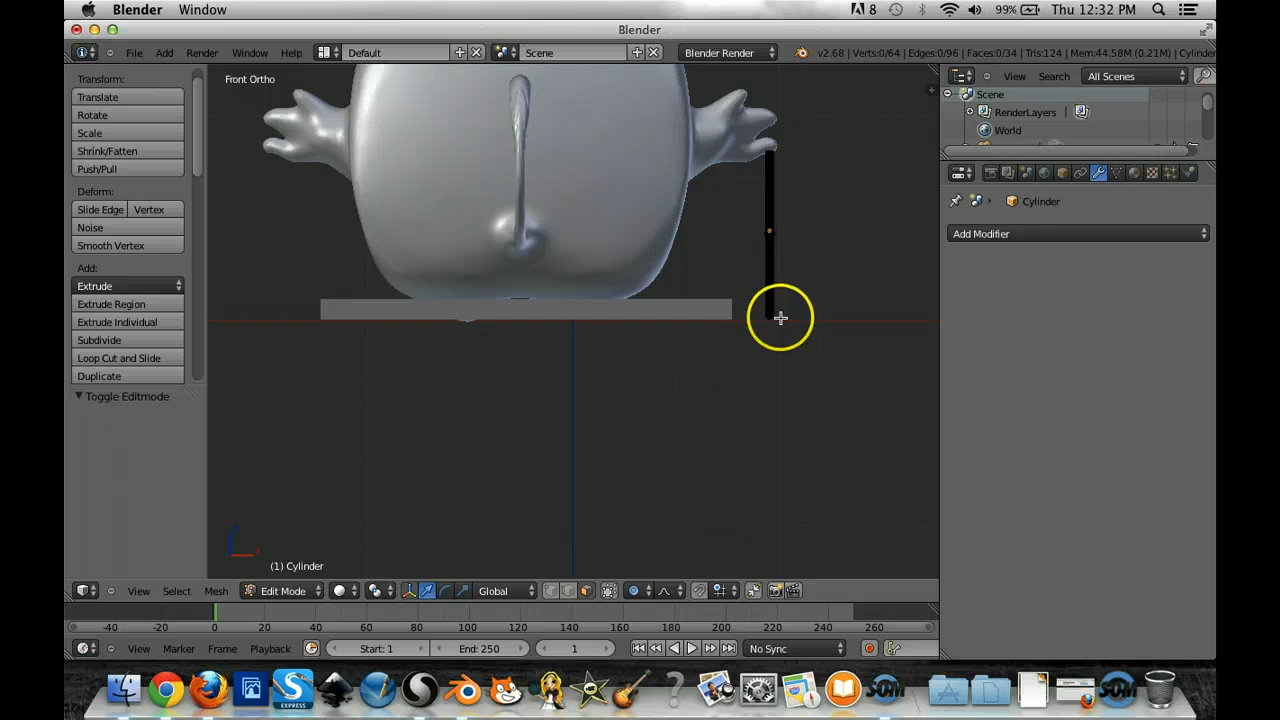 Blender Window 8 99% Thu 12:32 PM
Blender
File Add Render Window Help Default Scene Blender Render v2.68 | Verts:0/64 | Edges:0/96 | Faces:0/34 | Tris:124 | Mem:44.58M (0.21M) | Cylinder
Transform:
Translate
Rotate
Scale
Shrink/Fatten
Push/Pull
Deform:
Slide Edge Vertex
Noise
Smooth Vertex
Add:
Extrude
Extrude Region
Extrude Individual
Subdivide
Loop Cut and Slide
Duplicate
Toggle Editmode
Front Ortho
(1) Cylinder
View Search All Scenes
Scene
RenderLayers |
World
Cylinder
Add Modifier
View Select Mesh Edit Mode Global
-40 -20 0 20 40 60 80 100 120 140 160 180 200 220 240 260
View Marker Frame Playback Start: 1 End: 250 1 No Sync
S EXPRESS ? SOM SOM